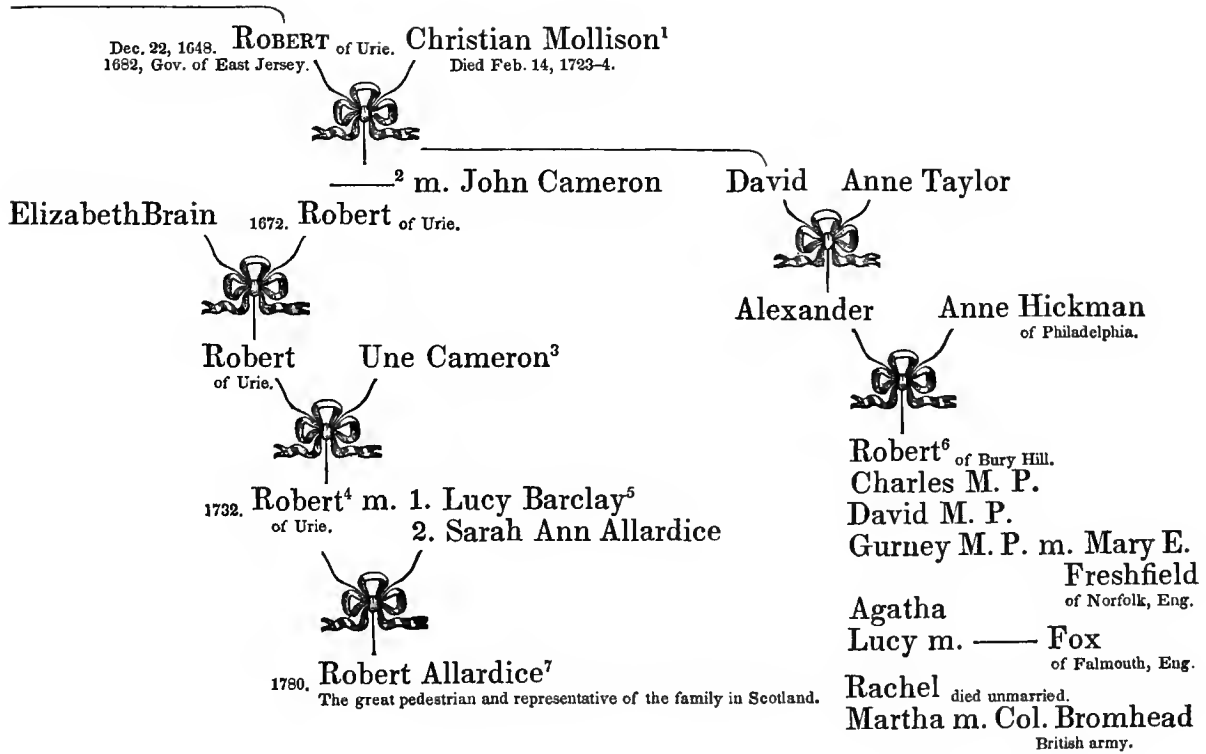 Dec. 22, 1648. ROBERT of Urie. Christian Mollison¹
1682, Gov. of East Jersey. Died Feb. 14, 1723–4.
——² m. John Cameron
David Anne Taylor
ElizabethBrain 1672. Robert of Urie.
Alexander Anne Hickman
of Philadelphia.
Robert Une Cameron³
of Urie.
1732. Robert⁴ m. 1. Lucy Barclay⁵
of Urie. 2. Sarah Ann Allardice
1780. Robert Allardice⁷
The great pedestrian and representative of the family in Scotland.
Robert⁶ of Bury Hill.
Charles M. P.
David M. P.
Gurney M. P. m. Mary E.
Freshfield
of Norfolk, Eng.
Agatha
Lucy m. —— Fox
of Falmouth, Eng.
Rachel died unmarried.
Martha m. Col. Bromhead
British army.